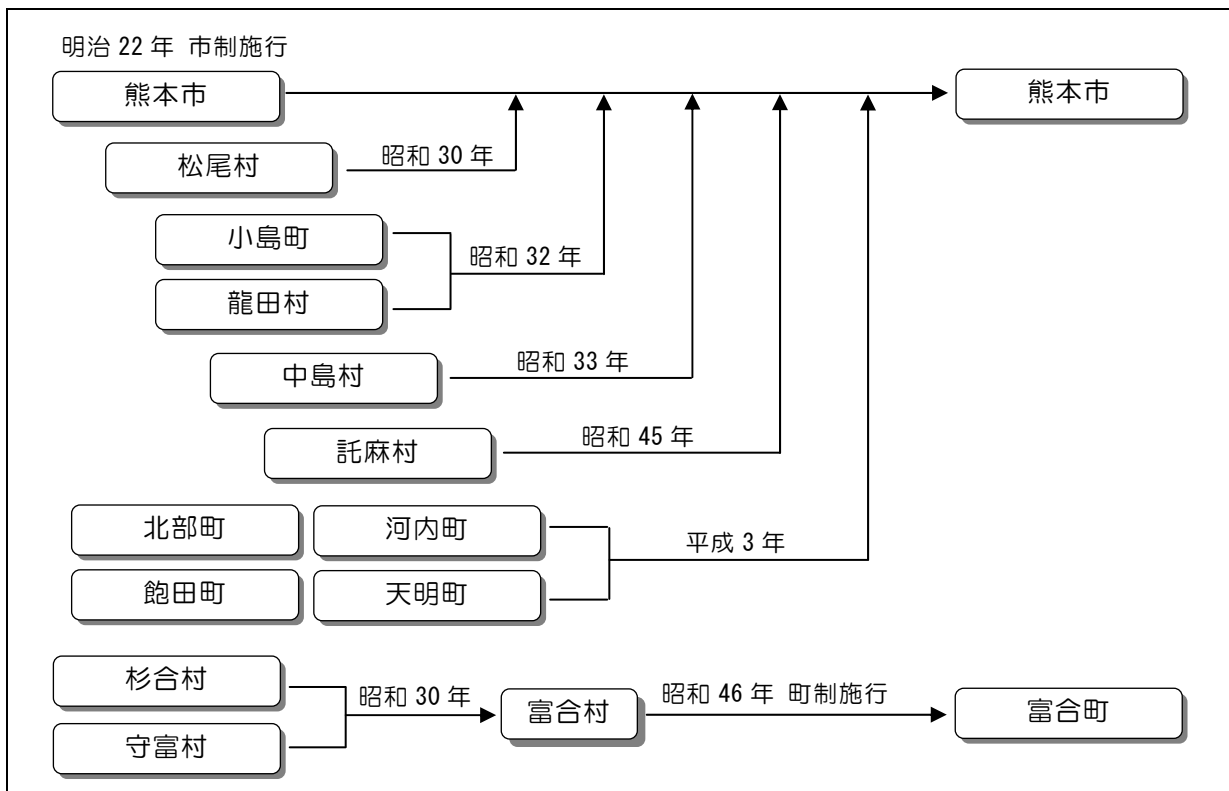 明治 22 年 市制施行
熊本市
熊本市
松尾村
昭和 30 年
小島町
龍田村
昭和 32 年
中島村
昭和 33 年
託麻村
昭和 45 年
北部町
河内町
飽田町
天明町
平成 3 年
杉合村
守富村
昭和 30 年
富合村
昭和 46 年 町制施行
富合町